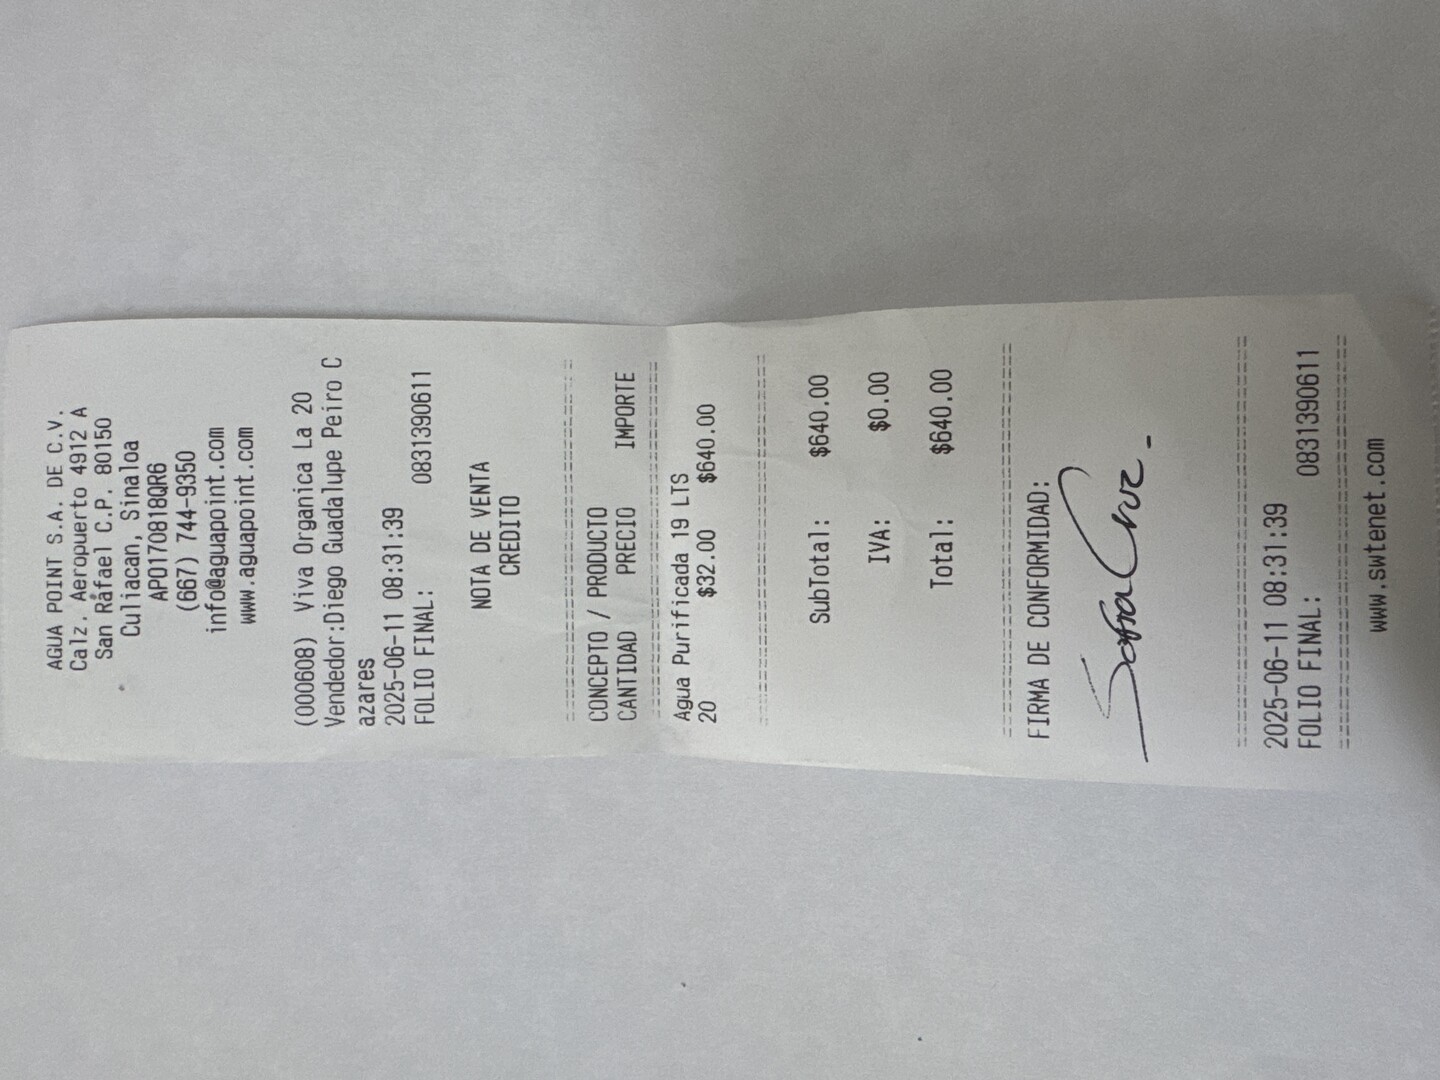 AGUA POINT S.A. DE C.V.
Calz. Aeropuerto 4912 A
San Rafael C.P. 80150
Culiacan, Sinaloa
APO170818QR6
(667) 744-9350
info@aguapoint.com
www.aguapoint.com
(000608) Viva Organica La 20
Vendedor:Diego Guadalupe Peiro C
azares
2025-06-11 08:31:39
FOLIO FINAL: 0831390611
NOTA DE VENTA
CREDITO
CONCEPTO / PRODUCTO
CANTIDAD PRECIO IMPORTE
Agua Purificada 19 LTS
20 $32.00 $640.00
SubTotal: $640.00
IVA: $0.00
Total: $640.00
FIRMA DE CONFORMIDAD:
Sofia Cruz.
2025-06-11 08:31:39
FOLIO FINAL: 0831390611
www.swtenet.com